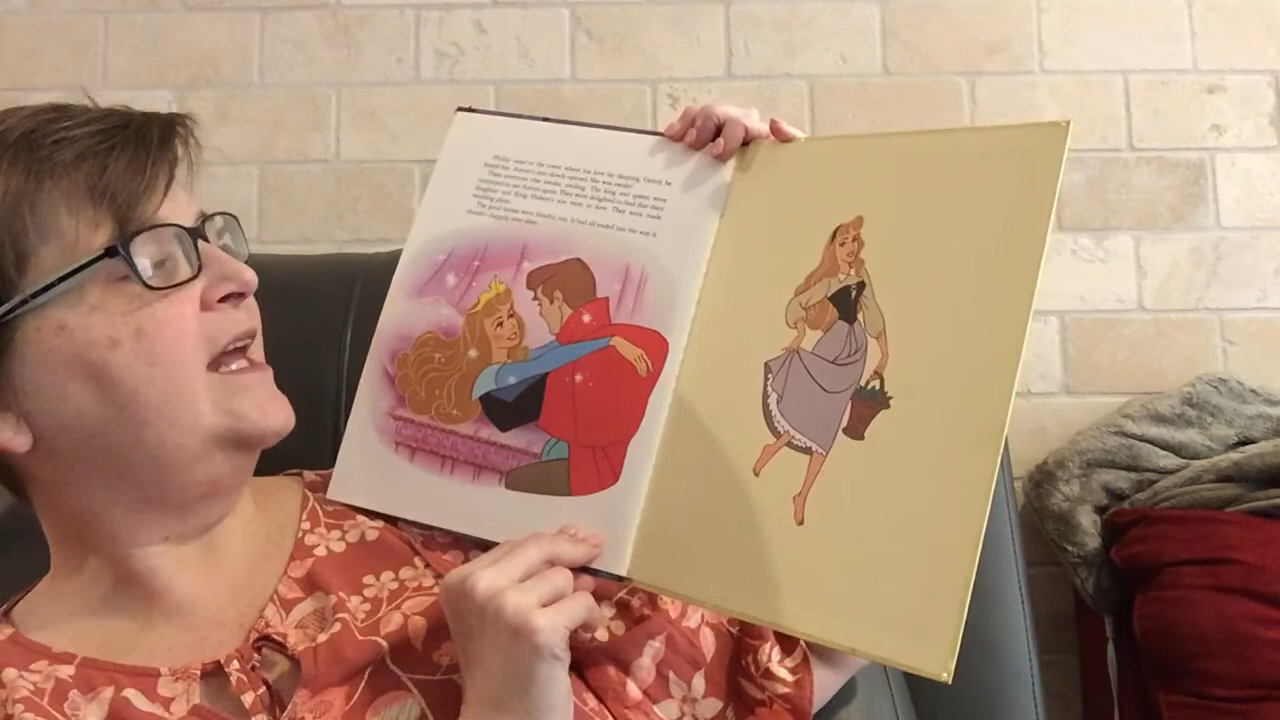 Phillip raced to the tower where his love lay sleeping. Gently he
kissed her. Aurora's eyes slowly opened. She was awake!
Then everyone else awoke, smiling. The king and queen were
overjoyed to see Aurora again. They were delighted to find that their
daughter and King Hubert's son were in love. They soon made
wedding plans.
The good fairies were blissful, too. It had all ended just the way it
should—happily ever after.